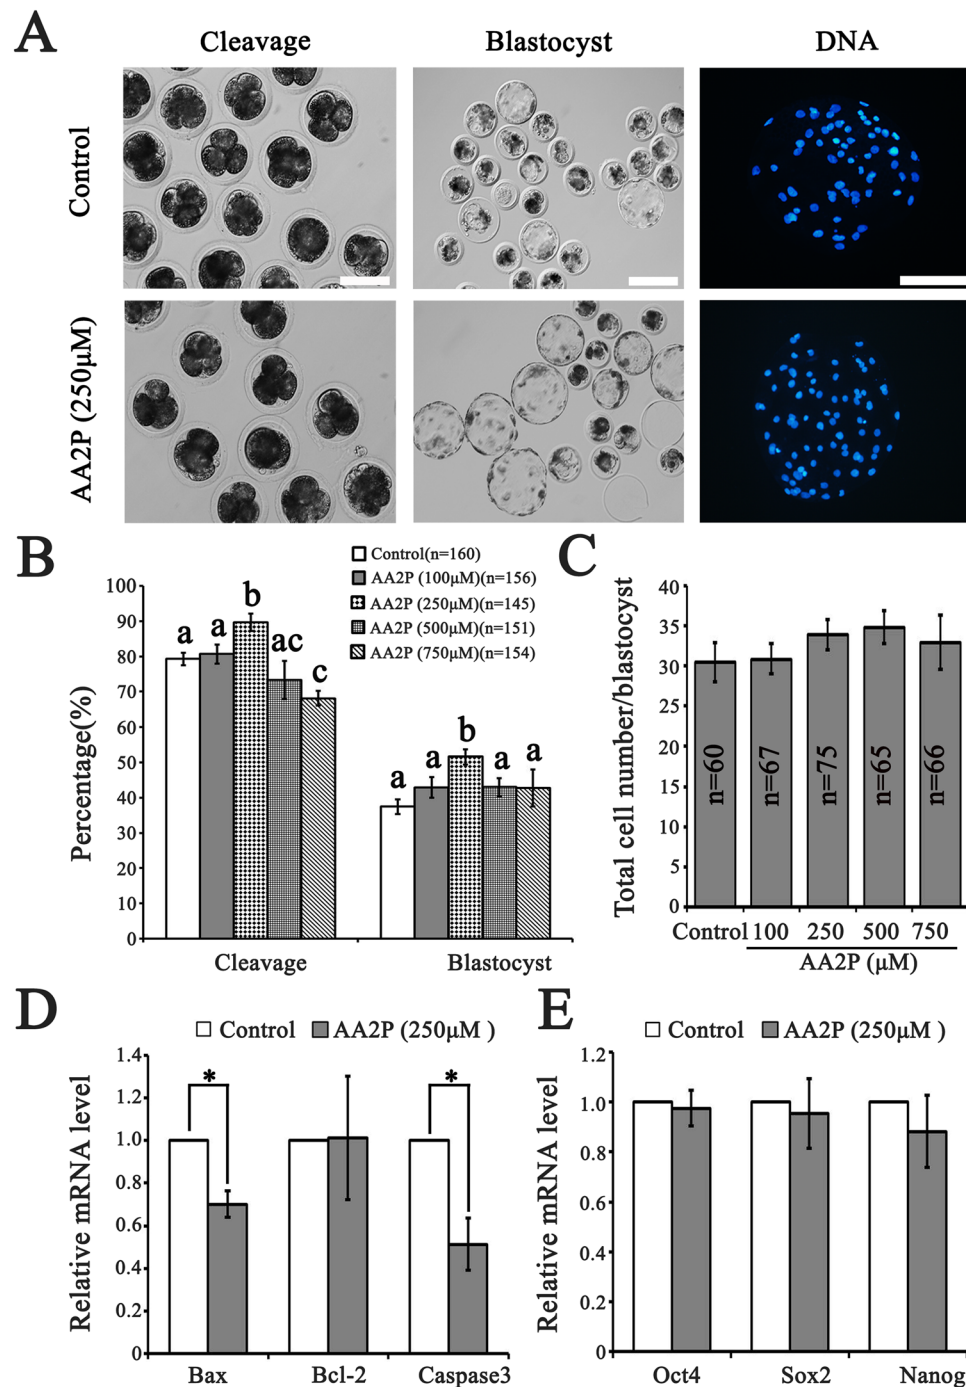 A
Cleavage Blastocyst DNA
Control
AA2P (250μM)
B
Control(n=160)
AA2P (100μM)(n=156)
AA2P (250μM)(n=145)
AA2P (500μM)(n=151)
AA2P (750μM)(n=154)
Percentage(%)
100
90
80
70
60
50
40
30
20
10
0
a a b ac c
a a b a a
Cleavage Blastocyst
C
Total cell number/blastocyst
40
35
30
25
20
15
10
5
0
n=60 n=67 n=75 n=65 n=66
Control 100 250 500 750
AA2P (μM)
D
Control AA2P (250μM )
Relative mRNA level
1.4
1.2
1.0
0.8
0.6
0.4
0.2
0
* *
Bax Bcl-2 Caspase3
E
Control AA2P (250μM )
Relative mRNA level
1.2
1.0
0.8
0.6
0.4
0.2
0
Oct4 Sox2 Nanog